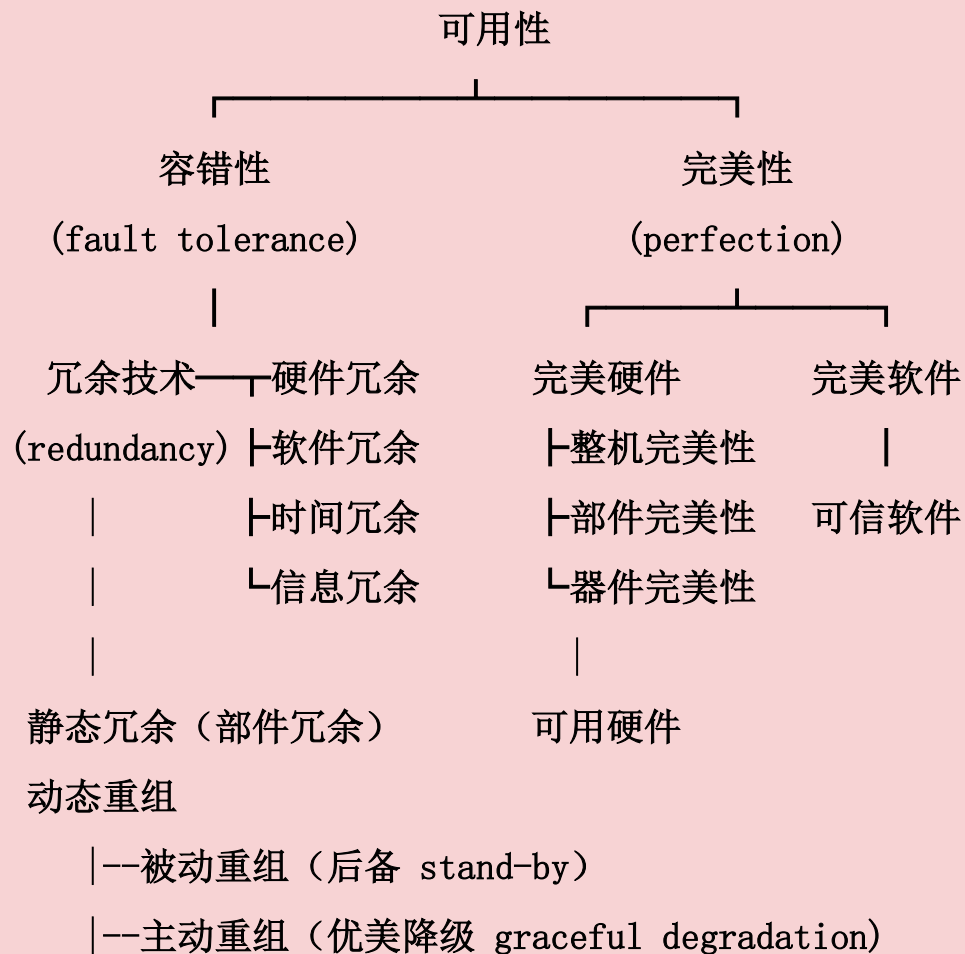 可用性
容错性 完美性
(fault tolerance) (perfection)
冗余技术 硬件冗余 完美硬件 完美软件
(redundancy) 软件冗余 整机完美性
时间冗余 部件完美性 可信软件
信息冗余 器件完美性
静态冗余（部件冗余） 可用硬件
动态重组
|--被动重组（后备 stand-by）
|--主动重组（优美降级 graceful degradation)